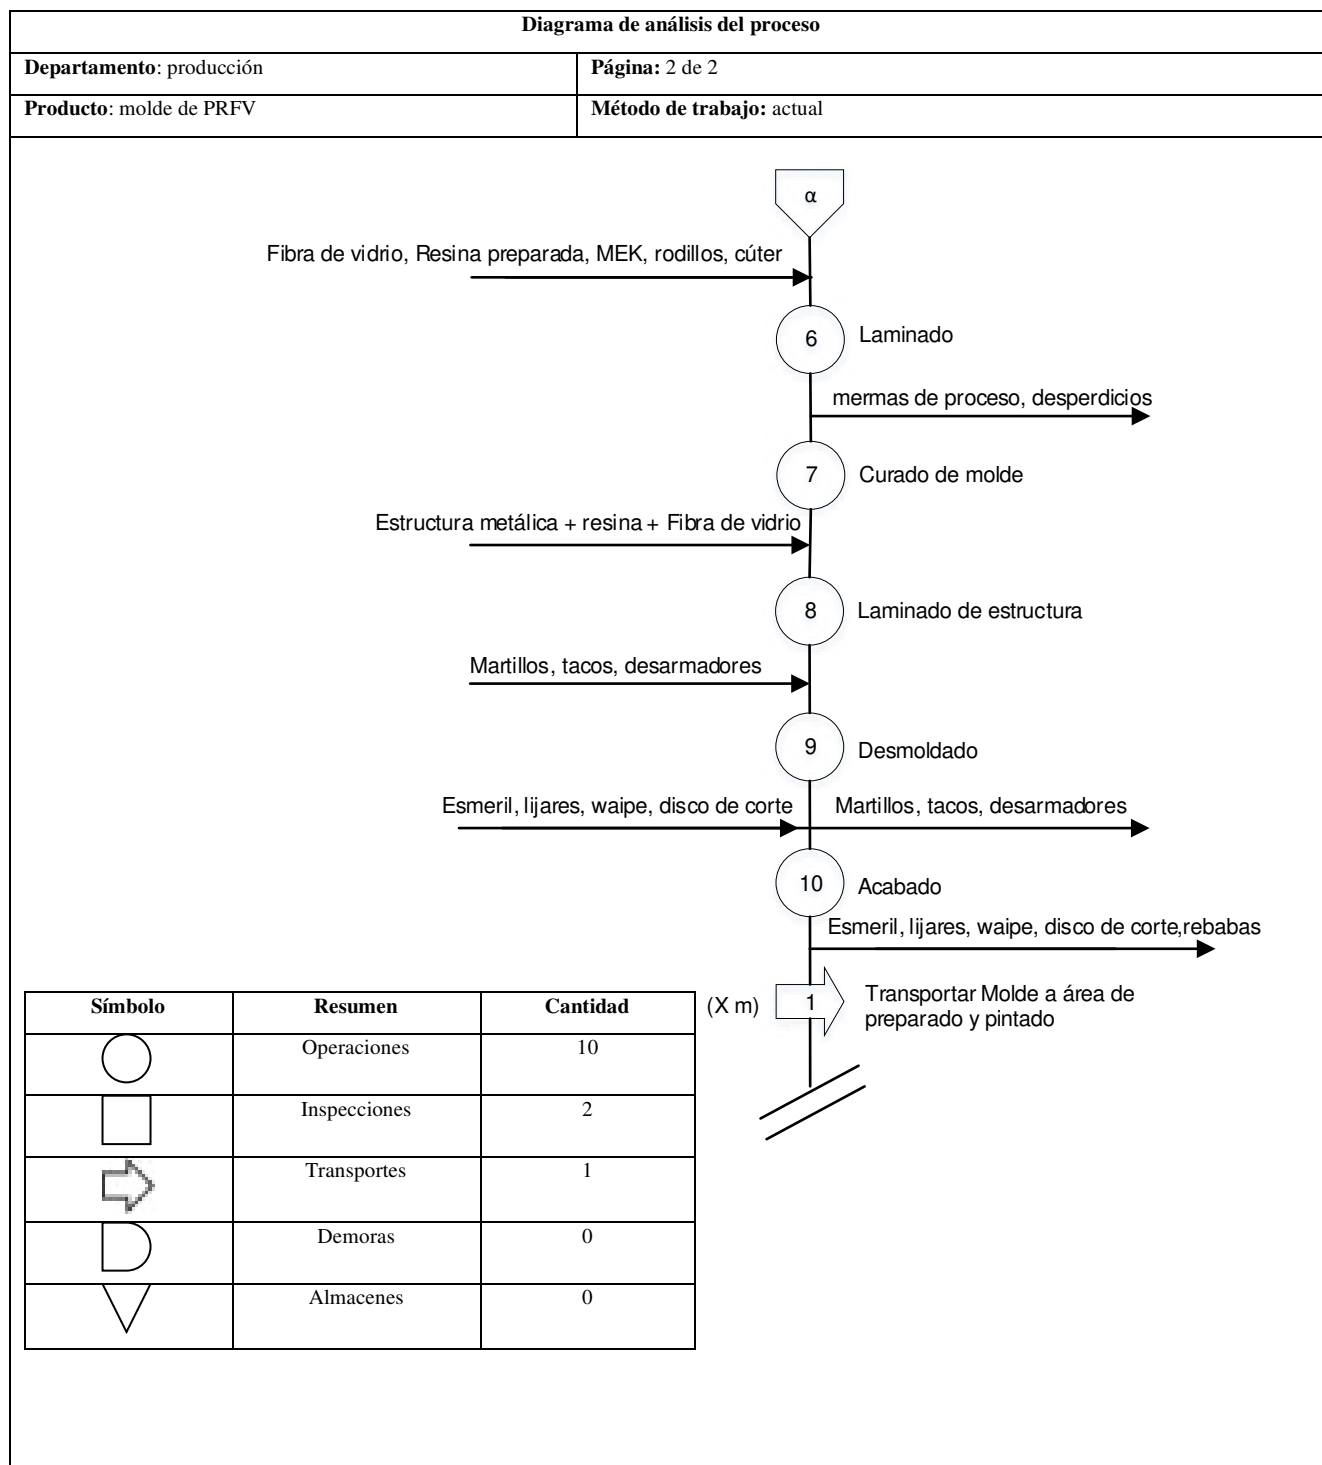 Diagrama de análisis del proceso
Departamento: producción
Página: 2 de 2
Producto: molde de PRFV
Método de trabajo: actual
α
Fibra de vidrio, Resina preparada, MEK, rodillos, cúter
6
Laminado
mermas de proceso, desperdicios
7
Curado de molde
Estructura metálica + resina + Fibra de vidrio
8
Laminado de estructura
Martillos, tacos, desarmadores
9
Desmoldado
Esmeril, lijares, waipe, disco de corte
Martillos, tacos, desarmadores
10
Acabado
Esmeril, lijares, waipe, disco de corte,rebabas
(X m)
1
Transportar Molde a área de
preparado y pintado
Símbolo Resumen Cantidad
Operaciones 10
Inspecciones 2
Transportes 1
Demoras 0
Almacenes 0